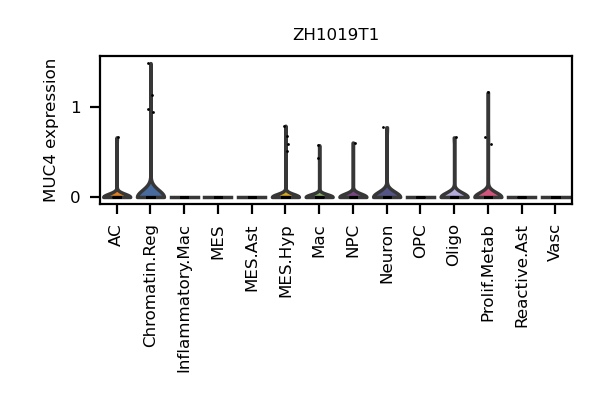 ZH1019T1
MUC4 expression
1
0
AC
Chromatin.Reg
Inflammatory.Mac
MES
MES.Ast
MES.Hyp
Mac
NPC
Neuron
OPC
Oligo
Prolif.Metab
Reactive.Ast
Vasc